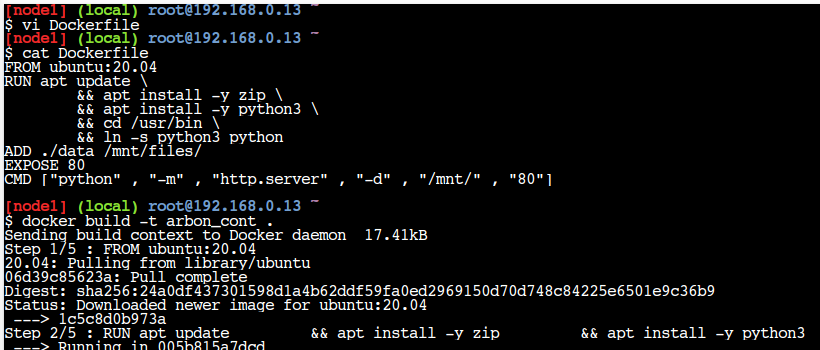 [node1] (local) root@192.168.0.13 ~
$ vi Dockerfile
[node1] (local) root@192.168.0.13 ~
$ cat Dockerfile
FROM ubuntu:20.04
RUN apt update \
        && apt install -y zip \
        && apt install -y python3 \
        && cd /usr/bin \
        && ln -s python3 python
ADD ./data /mnt/files/
EXPOSE 80
CMD ["python" , "-m" , "http.server" , "-d" , "/mnt/" , "80"]
[node1] (local) root@192.168.0.13 ~
$ docker build -t arbon_cont .
Sending build context to Docker daemon  17.41kB
Step 1/5 : FROM ubuntu:20.04
20.04: Pulling from library/ubuntu
06d39c85623a: Pull complete
Digest: sha256:24a0df437301598d1a4b62ddf59fa0ed2969150d70d748c84225e6501e9c36b9
Status: Downloaded newer image for ubuntu:20.04
 ---> 1c5c8d0b973a
Step 2/5 : RUN apt update         && apt install -y zip         && apt install -y python3
 ---> Running in 005b815a7dcd